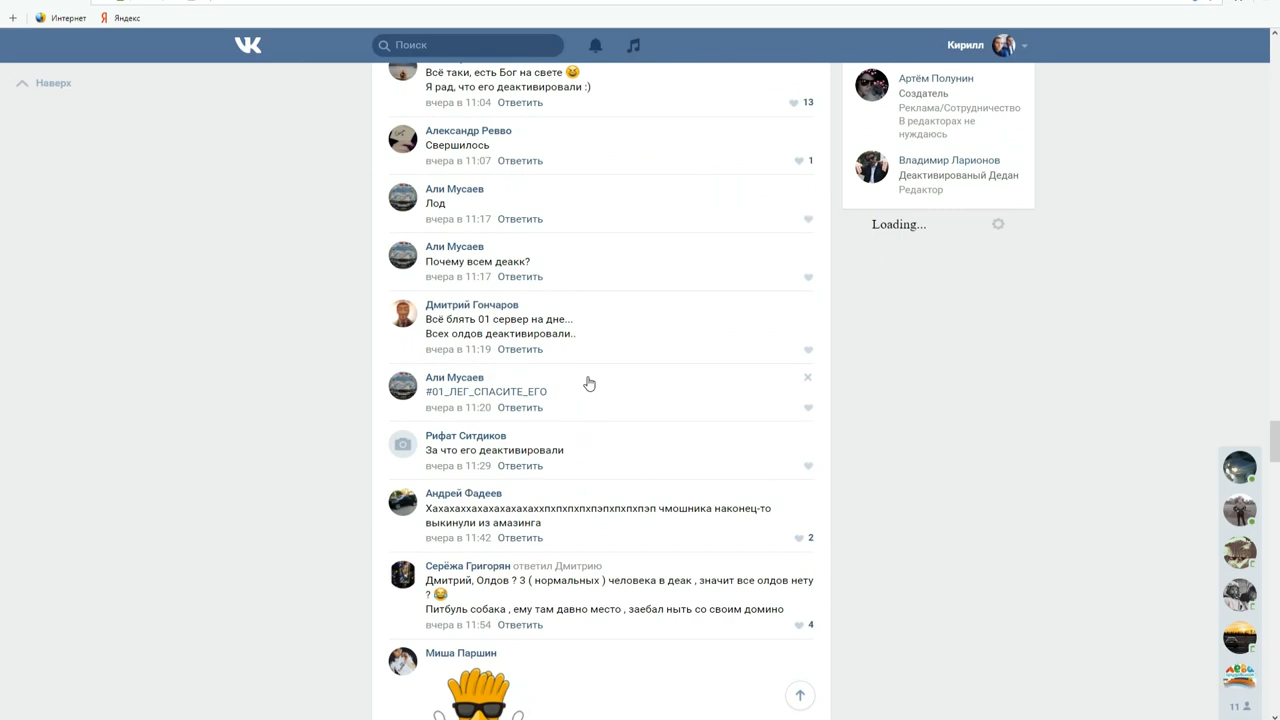 +
Интернет
Яндекс
Поиск
Кирилл
Наверх
Всё таки, есть Бог на свете 😆
Я рад, что его деактивировали :)
вчера в 11:04 Ответить
13
Александр Ревво
Свершилось
вчера в 11:07 Ответить
1
Али Мусаев
Лод
вчера в 11:17 Ответить
Али Мусаев
Почему всем деакк?
вчера в 11:17 Ответить
Дмитрий Гончаров
Всё блять 01 сервер на дне...
Всех олдов деактивировали..
вчера в 11:19 Ответить
Али Мусаев
#01_ЛЕГ_СПАСИТЕ_ЕГО
вчера в 11:20 Ответить
Рифат Ситдиков
За что его деактивировали
вчера в 11:29 Ответить
Андрей Фадеев
Хахахаххахахахахахаххпхпхпхпхпэпхпхпхпэп чмошника наконец-то
выкинули из амазинга
вчера в 11:42 Ответить
2
Серёжа Григорян ответил Дмитрию
Дмитрий, Олдов ? 3 ( нормальных ) человека в деак , значит все олдов нету
? 😂
Питбуль собака , ему там давно место , заебал ныть со своим домино
вчера в 11:54 Ответить
4
Миша Паршин
Артём Полунин
Создатель
Реклама/Сотрудничество
В редакторах не
нуждаюсь
Владимир Ларионов
Деактивированый Дедан
Редактор
Loading...
11